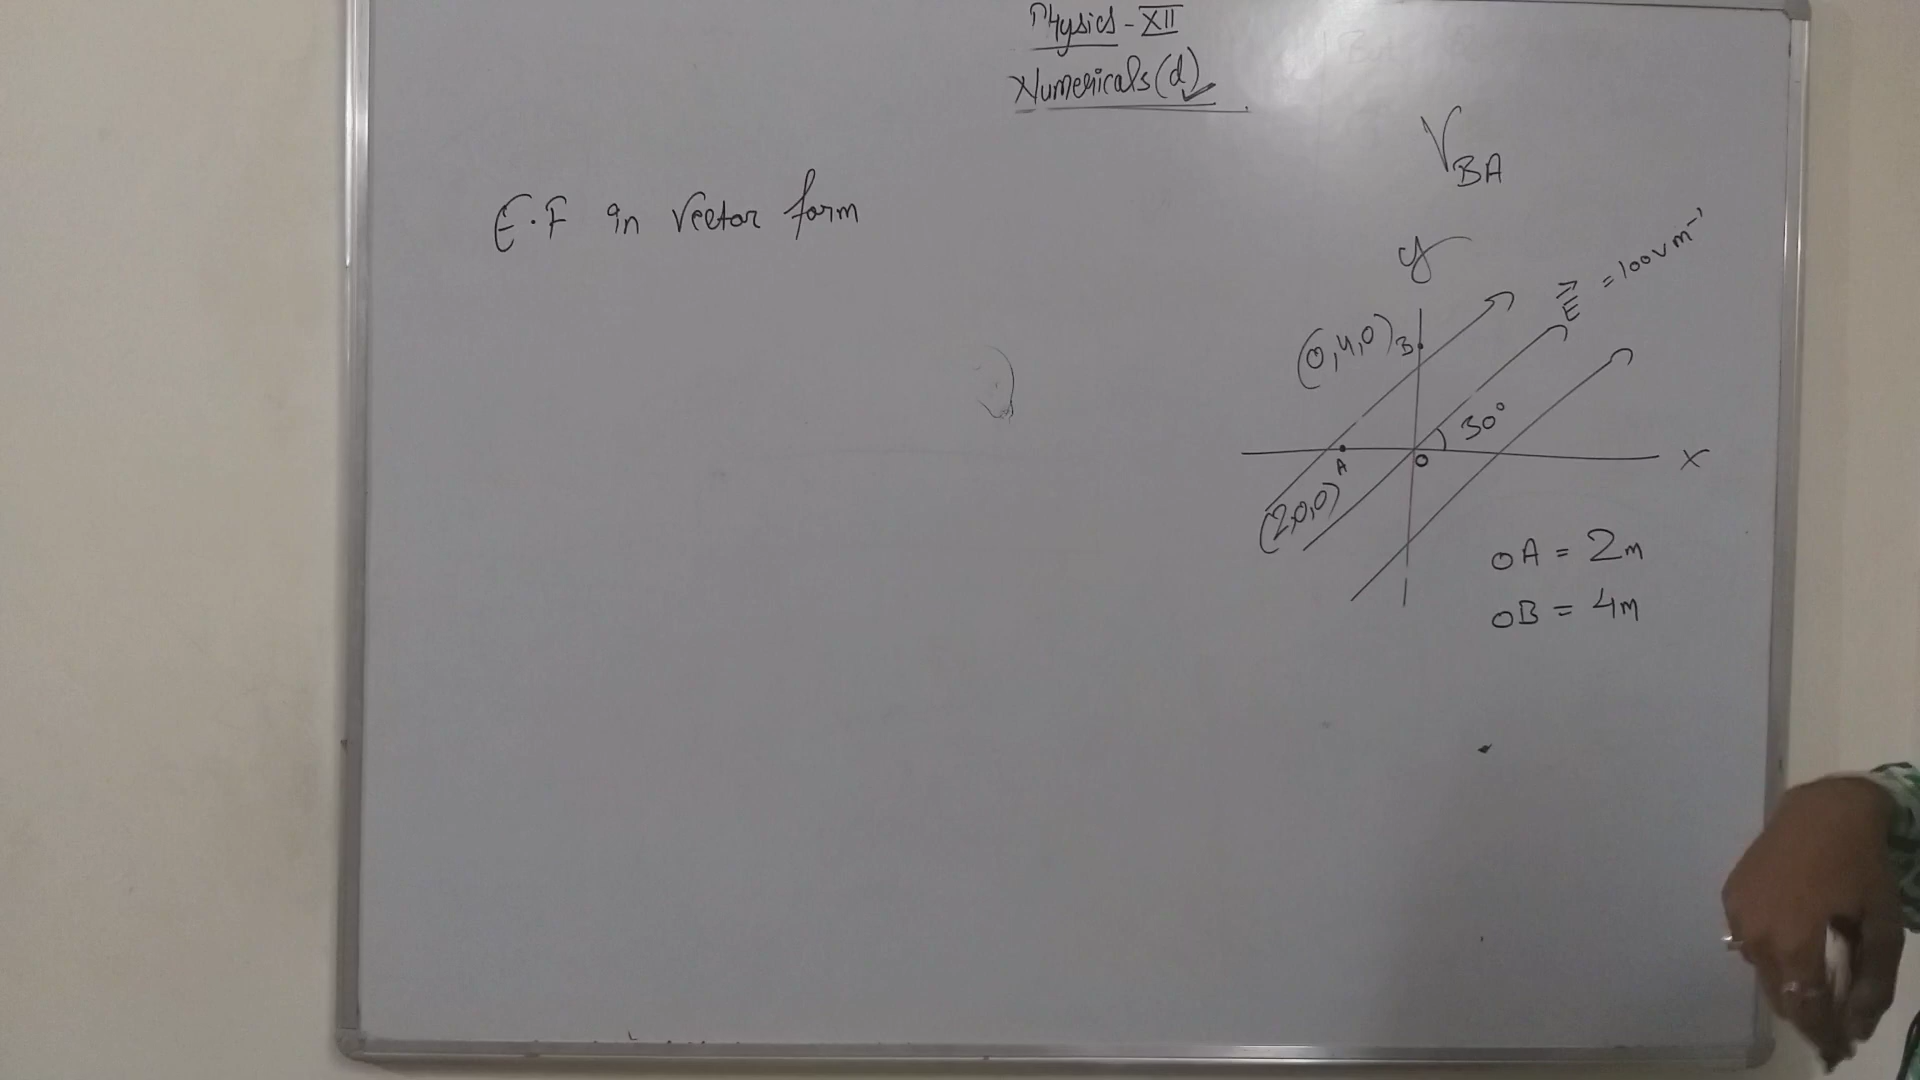 Physics - XII
Numericals (d)
V_BA
E.F in Vector form
y
E⃗ = 100 V m⁻¹
(0,4,0) B
30°
A
O
X
(2,0,0)
OA = 2m
OB = 4m